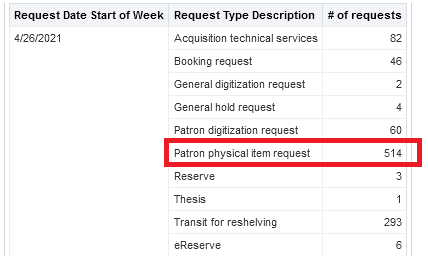 Request Date Start of Week Request Type Description # of requests
4/26/2021 Acquisition technical services 82
Booking request 46
General digitization request 2
General hold request 4
Patron digitization request 60
Patron physical item request 514
Reserve 3
Thesis 1
Transit for reshelving 293
eReserve 6